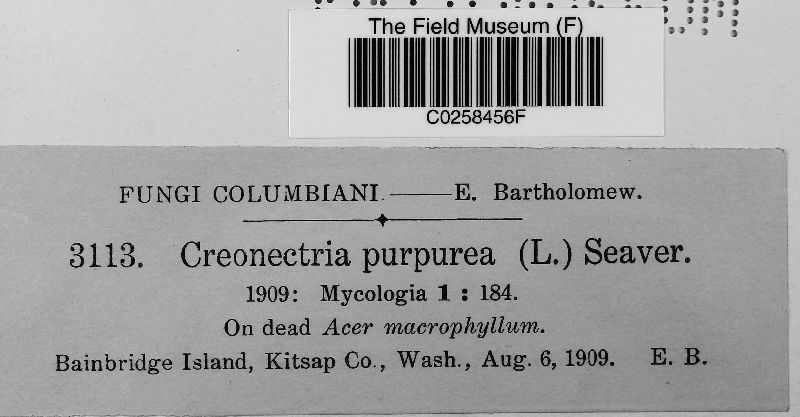 The Field Museum (F)
C0258456F
FUNGI COLUMBIANI.——E. Bartholomew.
3113. Creonectria purpurea (L.) Seaver.
1909: Mycologia 1 : 184.
On dead Acer macrophyllum.
Bainbridge Island, Kitsap Co., Wash., Aug. 6, 1909. E. B.